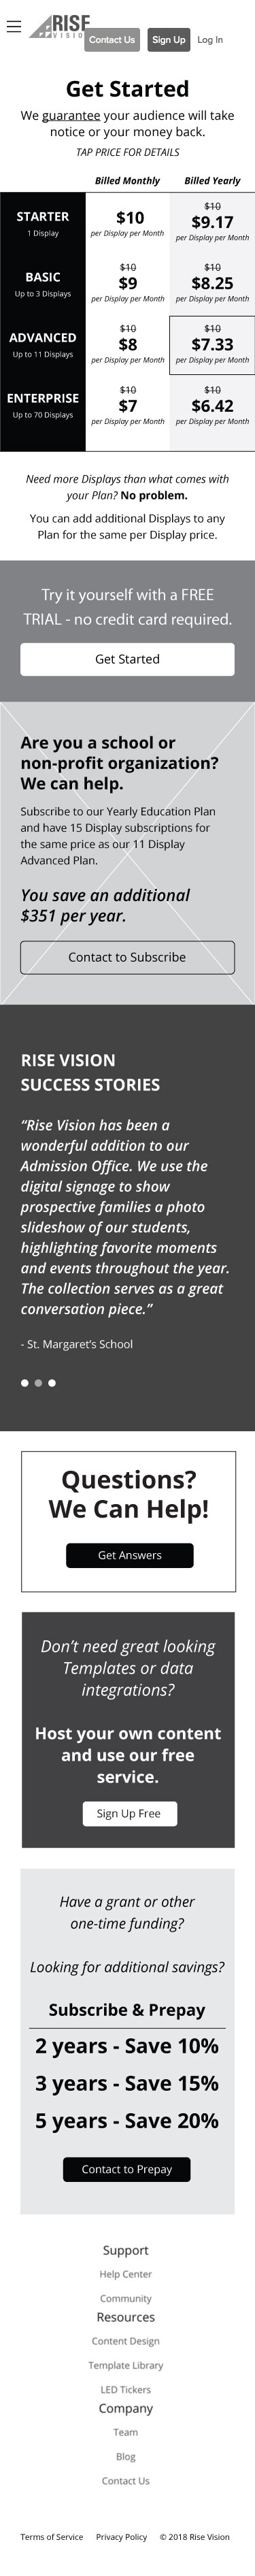 RISE
VISION
Contact Us
Sign Up
Log In
Get Started
We guarantee your audience will take
notice or your money back.
TAP PRICE FOR DETAILS
Billed Monthly Billed Yearly
STARTER
1 Display
$10
per Display per Month
$10
$9.17
per Display per Month
BASIC
Up to 3 Displays
$10
$9
per Display per Month
$10
$8.25
per Display per Month
ADVANCED
Up to 11 Displays
$10
$8
per Display per Month
$10
$7.33
per Display per Month
ENTERPRISE
Up to 70 Displays
$10
$7
per Display per Month
$10
$6.42
per Display per Month
Need more Displays than what comes with
your Plan? No problem.
You can add additional Displays to any
Plan for the same per Display price.
Try it yourself with a FREE
TRIAL - no credit card required.
Get Started
Are you a school or
non-profit organization?
We can help.
Subscribe to our Yearly Education Plan
and have 15 Display subscriptions for
the same price as our 11 Display
Advanced Plan.
You save an additional
$351 per year.
Contact to Subscribe
RISE VISION
SUCCESS STORIES
“Rise Vision has been a
wonderful addition to our
Admission Office. We use the
digital signage to show
prospective families a photo
slideshow of our students,
highlighting favorite moments
and events throughout the year.
The collection serves as a great
conversation piece.”
- St. Margaret's School
Questions?
We Can Help!
Get Answers
Don't need great looking
Templates or data
integrations?
Host your own content
and use our free
service.
Sign Up Free
Have a grant or other
one-time funding?
Looking for additional savings?
Subscribe & Prepay
2 years - Save 10%
3 years - Save 15%
5 years - Save 20%
Contact to Prepay
Support
Help Center
Community
Resources
Content Design
Template Library
LED Tickers
Company
Team
Blog
Contact Us
Terms of Service Privacy Policy © 2018 Rise Vision